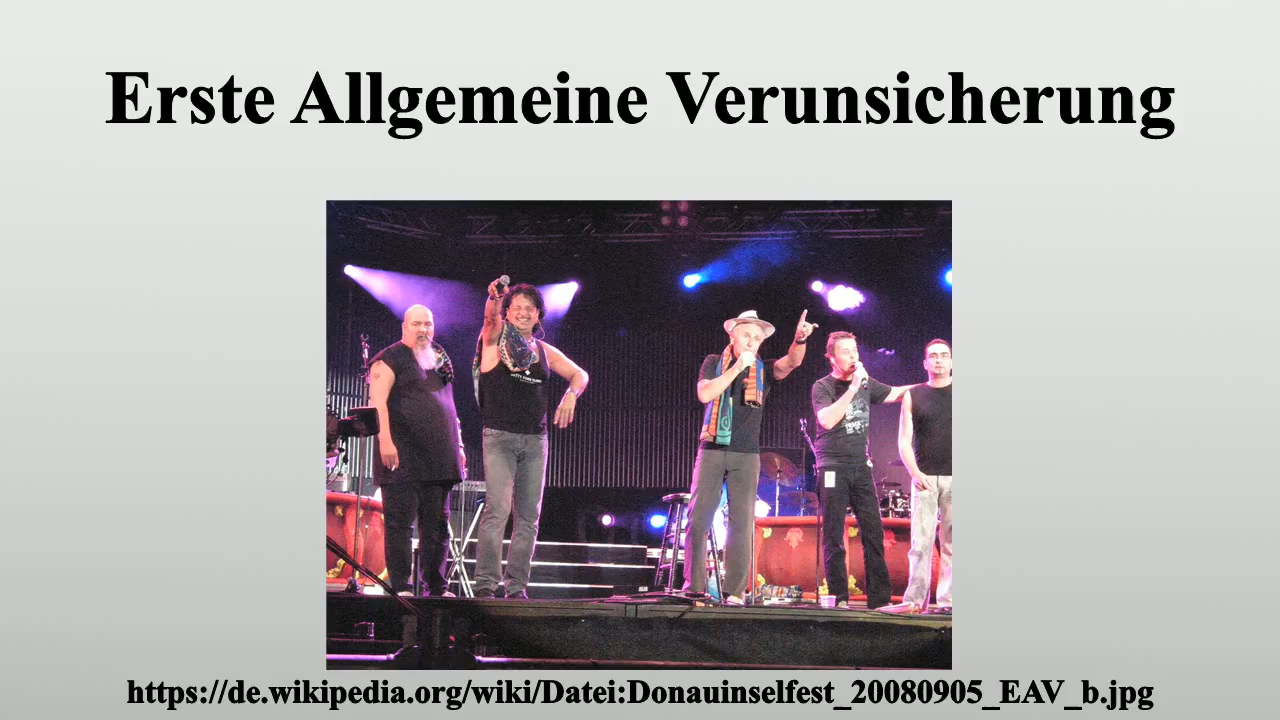 Erste Allgemeine Verunsicherung
https://de.wikipedia.org/wiki/Datei:Donauinselfest_20080905_EAV_b.jpg